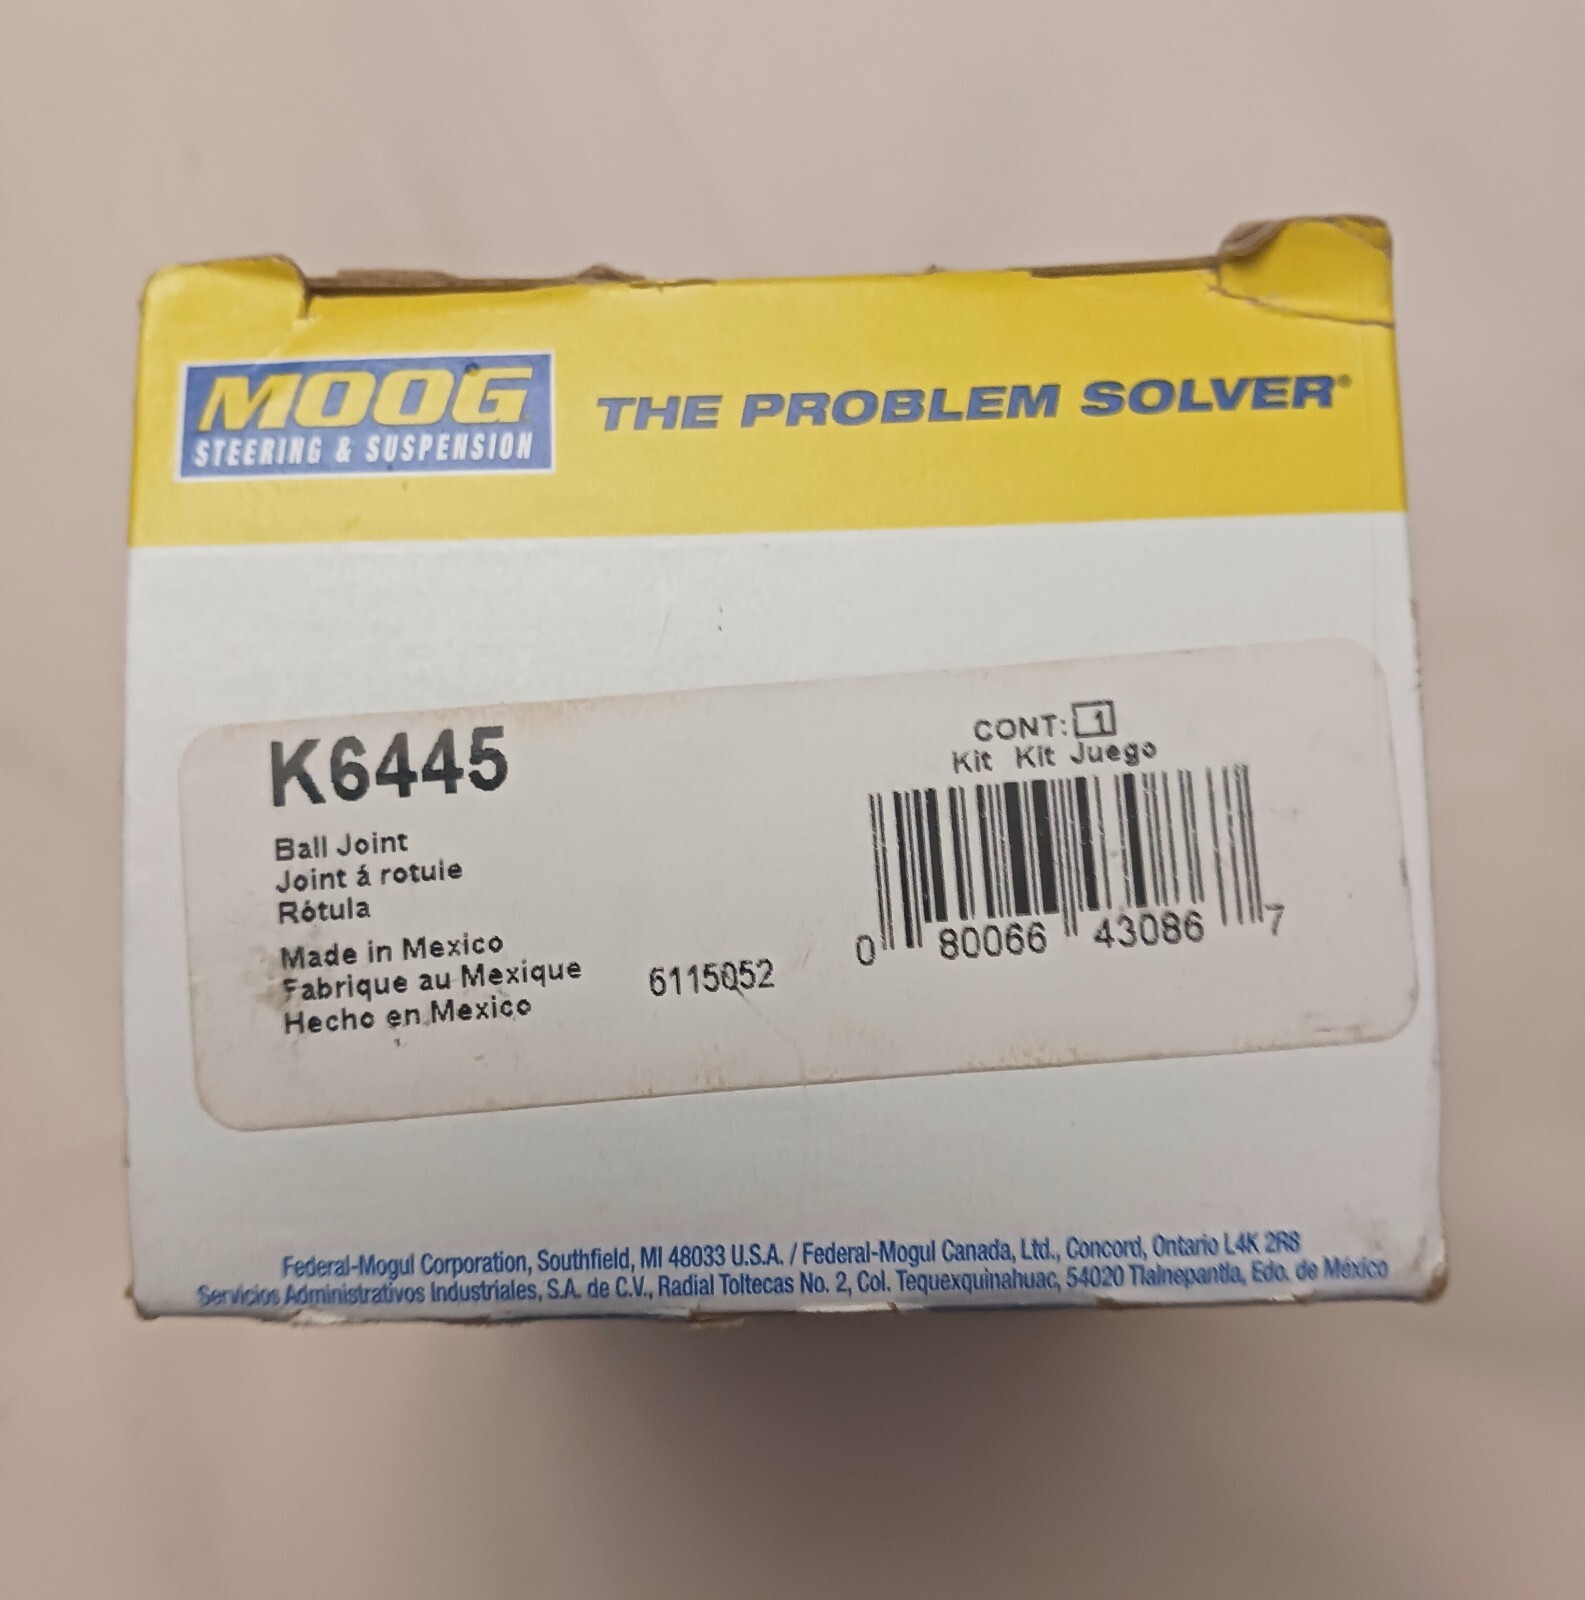 MOOG
STEERING & SUSPENSION
THE PROBLEM SOLVER®
K6445
Ball Joint
Joint á rotule
Rótula
Made in Mexico
Fabrique au Mexique
Hecho en Mexico
6115052
CONT: 1
Kit Kit Juego
0 80066 43086 7
Federal-Mogul Corporation, Southfield, MI 48033 U.S.A. / Federal-Mogul Canada, Ltd., Concord, Ontario L4K 2R8
Servicios Administrativos Industriales, S.A. de C.V., Radial Toltecas No. 2, Col. Tequexquinahuac, 54020 Tlalnepantla, Edo. de México